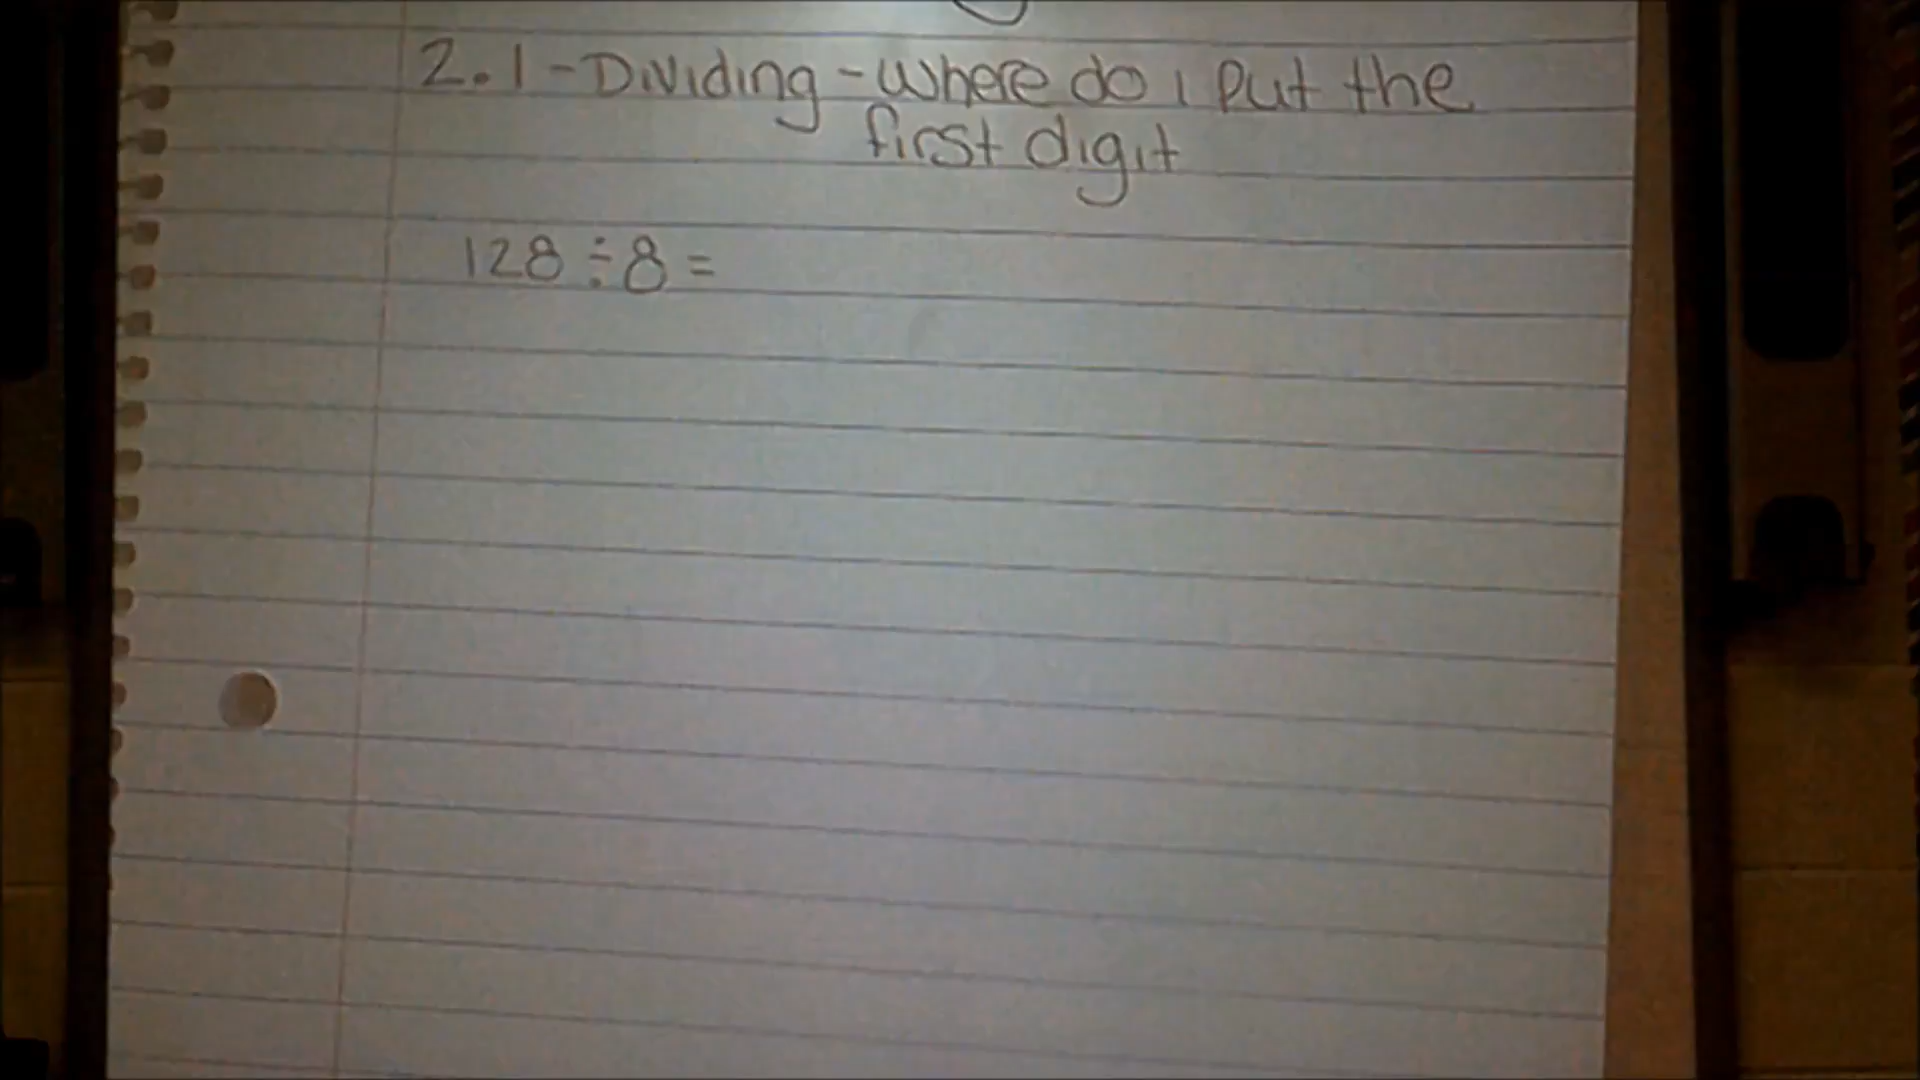 2.1 - Dividing - Where do I put the
first digit
128 ÷ 8 =